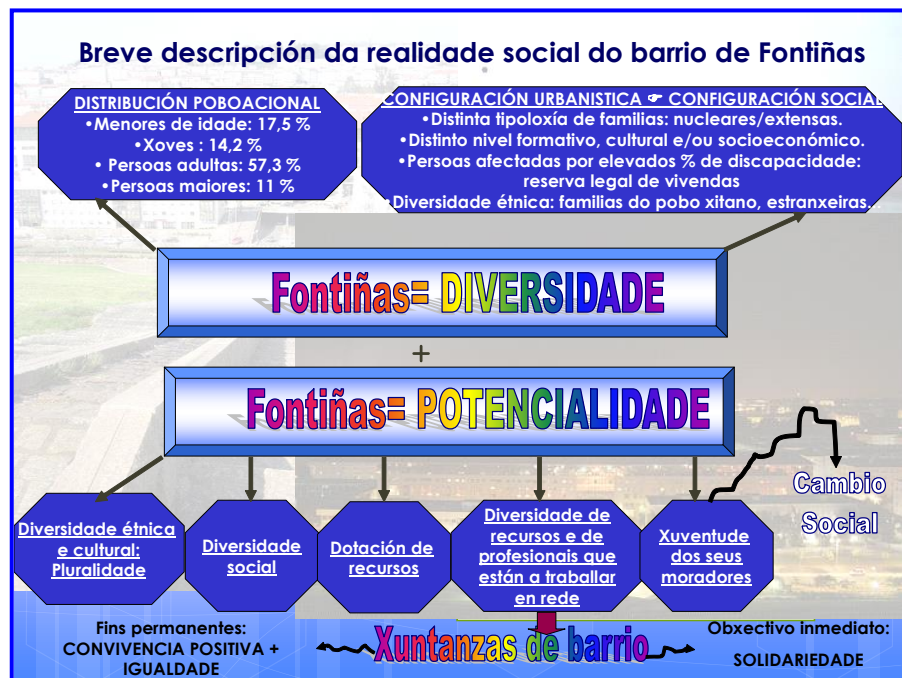 Breve descripción da realidade social do barrio de Fontiñas
DISTRIBUCIÓN POBOACIONAL
•Menores de idade: 17,5 %
•Xoves : 14,2 %
• Persoas adultas: 57,3 %
•Persoas maiores: 11 %
CONFIGURACIÓN URBANISTICA ☞ CONFIGURACIÓN SOCIAL
•Distinta tipoloxía de familias: nucleares/extensas.
•Distinto nivel formativo, cultural e/ou socioeconómico.
•Persoas afectadas por elevados % de discapacidade:
reserva legal de vivendas
•Diversidade étnica: familias do pobo xitano, estranxeiras...
Fontiñas= DIVERSIDADE
+
Fontiñas= POTENCIALIDADE
Cambio
Social
Diversidade étnica
e cultural:
Pluralidade
Diversidade
social
Dotación de
recursos
Diversidade de
recursos e de
profesionais que
están a traballar
en rede
Xuventude
dos seus
moradores
Fins permanentes:
CONVIVENCIA POSITIVA +
IGUALDADE
Xuntanzas de barrio
Obxectivo inmediato:
SOLIDARIEDADE